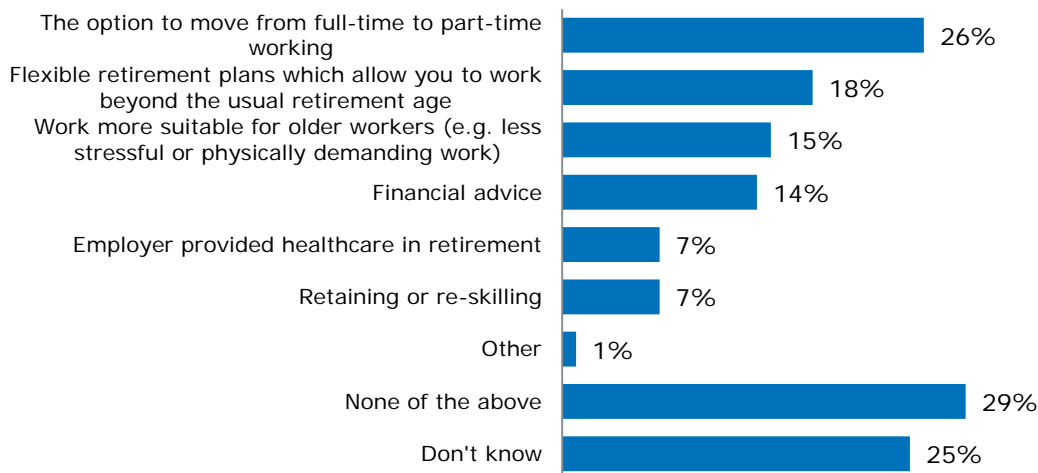 The option to move from full-time to part-time
working
26%
Flexible retirement plans which allow you to work
beyond the usual retirement age
18%
Work more suitable for older workers (e.g. less
stressful or physically demanding work)
15%
Financial advice
14%
Employer provided healthcare in retirement
7%
Retaining or re-skilling
7%
Other
1%
None of the above
29%
Don't know
25%